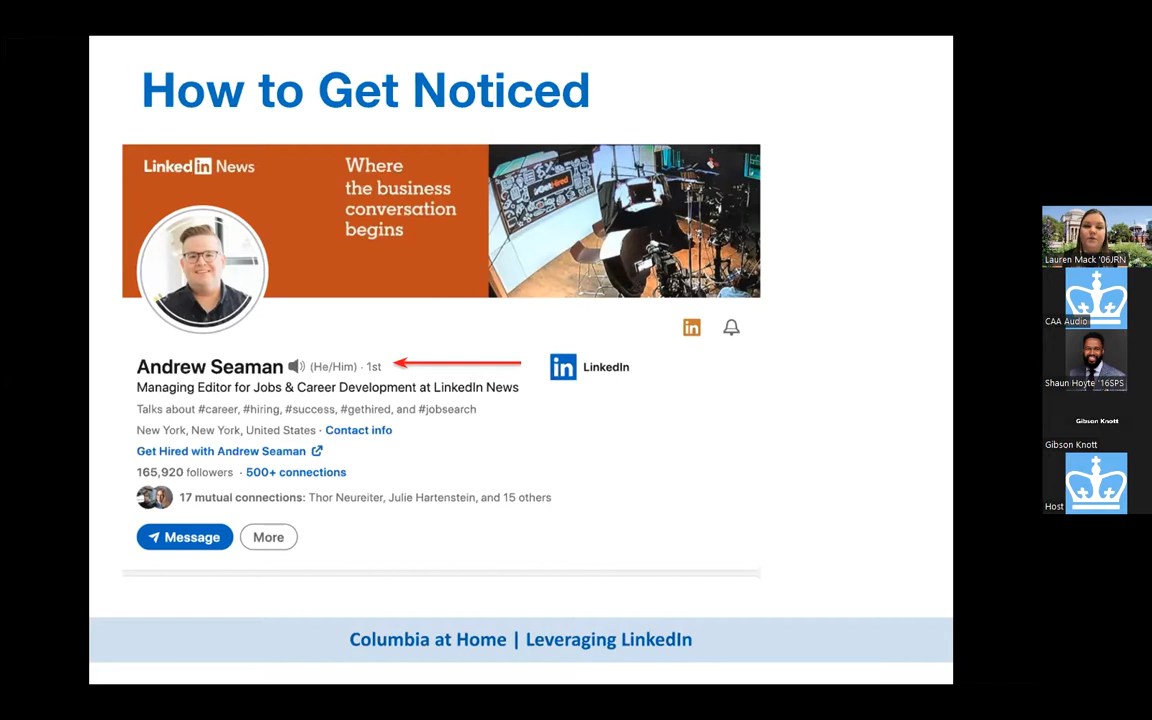 How to Get Noticed
LinkedIn News
Where
the business
conversation
begins
#GetHired
in
Andrew Seaman (He/Him) · 1st
in LinkedIn
Managing Editor for Jobs & Career Development at LinkedIn News
Talks about #career, #hiring, #success, #gethired, and #jobsearch
New York, New York, United States · Contact info
Get Hired with Andrew Seaman
165,920 followers · 500+ connections
17 mutual connections: Thor Neureiter, Julie Hartenstein, and 15 others
Message
More
Columbia at Home | Leveraging LinkedIn
Lauren Mack '06JRN
CAA Audio
Shaun Hoyte '16SPS
Gibson Knott
Gibson Knott
Host